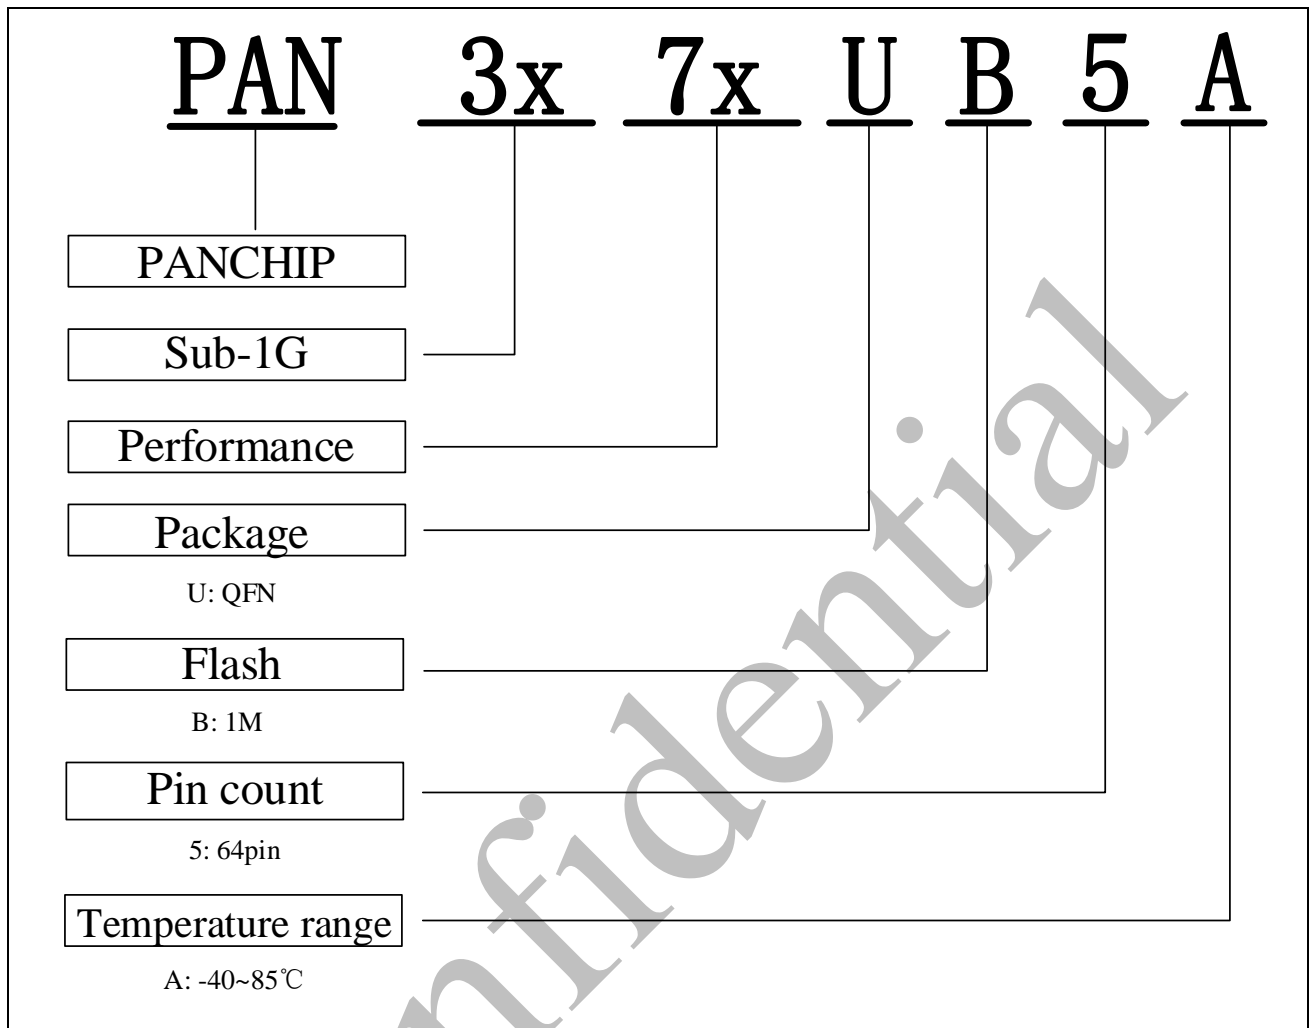 PAN 3x 7x U B 5 A
PANCHIP
Sub-1G
Performance
Package
U: QFN
Flash
B: 1M
Pin count
5: 64pin
Temperature range
A: -40~85℃
nfidential